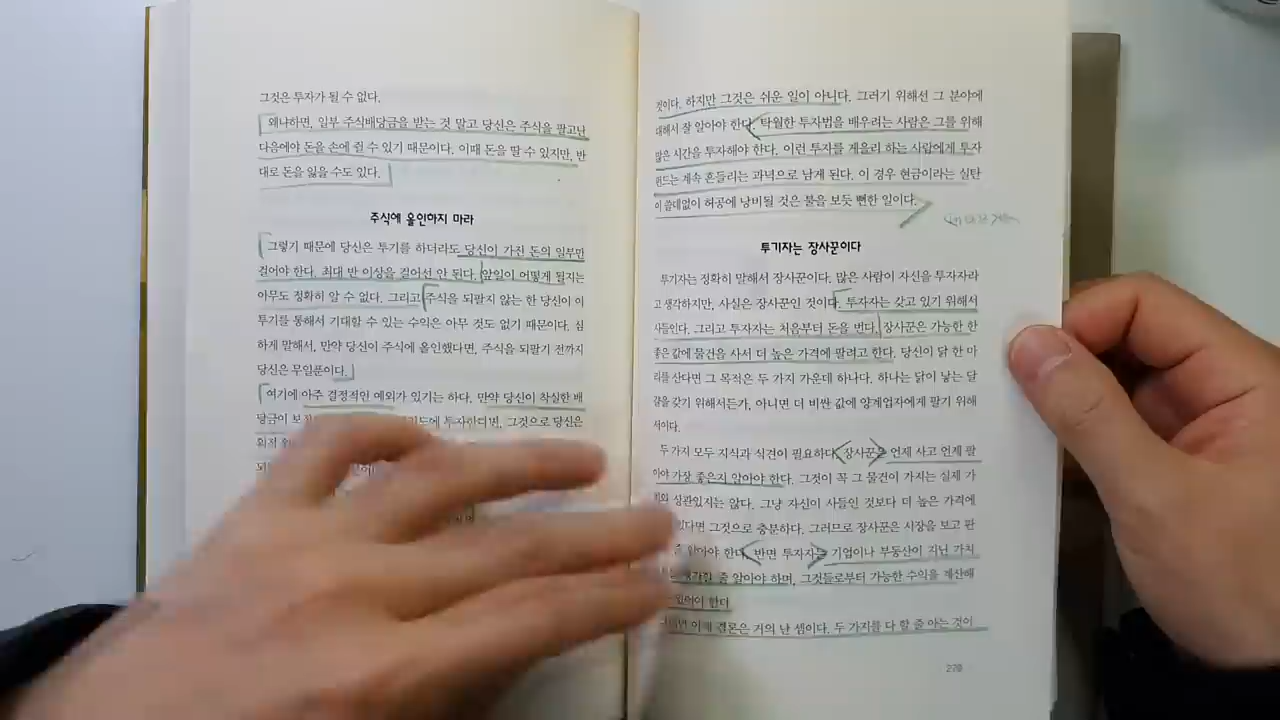 그것은 투자가 될 수 없다.
왜냐하면, 일부 주식배당금을 받는 것 말고 당신은 주식을 팔고난
다음에야 돈을 손에 쥘 수 있기 때문이다. 이때 돈을 딸 수 있지만, 반
대로 돈을 잃을 수도 있다.
주식에 올인하지 마라
그렇기 때문에 당신은 투기를 하더라도 당신이 가진 돈의 일부만
걸어야 한다. 최대 반 이상을 걸어선 안 된다. 앞일이 어떻게 될지는
아무도 정확히 알 수 없다. 그리고 주식을 되팔지 않는 한 당신이 이
투기를 통해서 기대할 수 있는 수익은 아무 것도 없기 때문이다. 심
하게 말해서, 만약 당신이 주식에 올인했다면, 주식을 되팔기 전까지
당신은 무일푼이다.
여기에 아주 결정적인 예외가 있기는 하다. 만약 당신이 착실한 배
당금이 투자한다면, 그것으로 당신은
것이다. 하지만 그것은 쉬운 일이 아니다. 그러기 위해선 그 분야에
대해서 잘 알아야 한다. 탁월한 투자법을 배우려는 사람은 그를 위해
많은 시간을 투자해야 한다. 이런 투자를 게을리 하는 사람에게 투자
펀드는 계속 흔들리는 과녁으로 남게 된다. 이 경우 현금이라는 실탄
이 쓸데없이 허공에 낭비될 것은 불을 보듯 뻔한 일이다.
투기자는 장사꾼이다
투기자는 정확히 말해서 장사꾼이다. 많은 사람이 자신을 투자자라
고 생각하지만, 사실은 장사꾼인 것이다. 투자자는 갖고 있기 위해서
사들인다. 그리고 투자자는 처음부터 돈을 번다. 장사꾼은 가능한 한
좋은 값에 물건을 사서 더 높은 가격에 팔려고 한다. 당신이 닭 한 마
리를 산다면 그 목적은 두 가지 가운데 하나다. 하나는 닭이 낳는 달
걀을 갖기 위해서든가, 아니면 더 비싼 값에 양계업자에게 팔기 위해
서이다.
두 가지 모두 지식과 식견이 필요하다. 장사꾼은 언제 사고 언제 팔
아야 가장 좋은지 알아야 한다. 그것이 꼭 그 물건이 가지는 실제 가
치와 상관있지는 않다. 그냥 자신이 사들인 것보다 더 높은 가격에
그것으로 충분하다. 그러므로 장사꾼은 시장을 보고 판
줄 알아야 한다. 반면 투자자는 기업이나 부동산이 지닌 가치
줄 알아야 하며, 그것들로부터 가능한 수익을 계산해
있어야 한다
이제 결론은 거의 난 셈이다. 두 가지를 다 할 줄 아는 것이
270